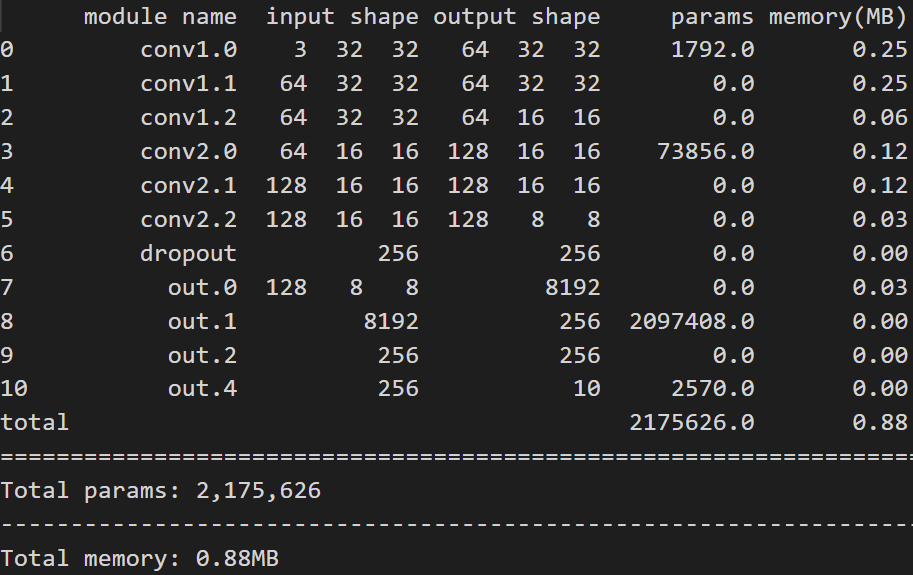 module name input shape output shape params memory(MB)
0 conv1.0 3 32 32 64 32 32 1792.0 0.25
1 conv1.1 64 32 32 64 32 32 0.0 0.25
2 conv1.2 64 32 32 64 16 16 0.0 0.06
3 conv2.0 64 16 16 128 16 16 73856.0 0.12
4 conv2.1 128 16 16 128 16 16 0.0 0.12
5 conv2.2 128 16 16 128 8 8 0.0 0.03
6 dropout 256 256 0.0 0.00
7 out.0 128 8 8 8192 0.0 0.03
8 out.1 8192 256 2097408.0 0.00
9 out.2 256 256 0.0 0.00
10 out.4 256 10 2570.0 0.00
total 2175626.0 0.88
=================================================================
Total params: 2,175,626
-----------------------------------------------------------------
Total memory: 0.88MB